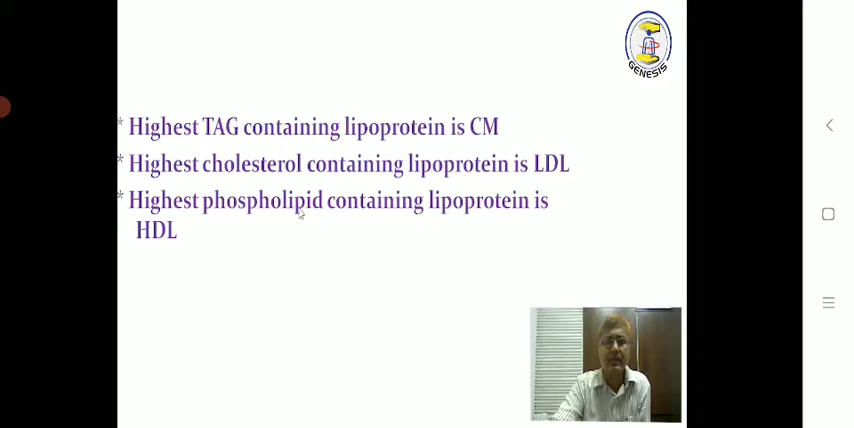 GENESIS
* Highest TAG containing lipoprotein is CM
* Highest cholesterol containing lipoprotein is LDL
* Highest phospholipid containing lipoprotein is
HDL